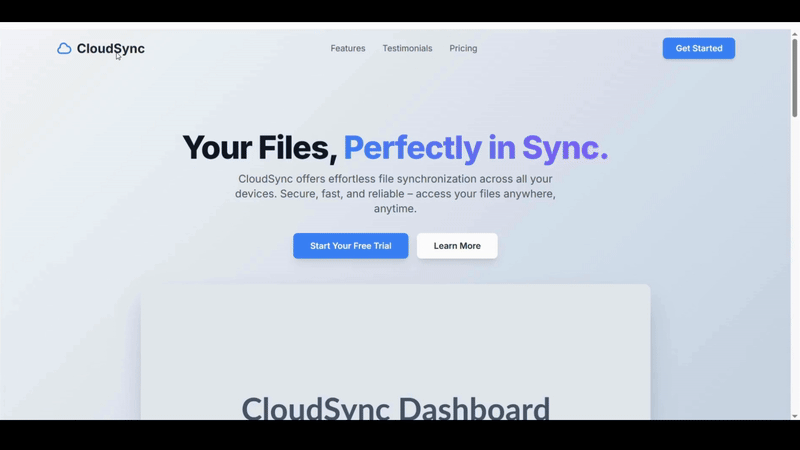 CloudSync
Features
Testimonials
Pricing
Get Started
Your Files, Perfectly in Sync.
CloudSync offers effortless file synchronization across all your
devices. Secure, fast, and reliable – access your files anywhere,
anytime.
Start Your Free Trial
Learn More
CloudSync Dashboard